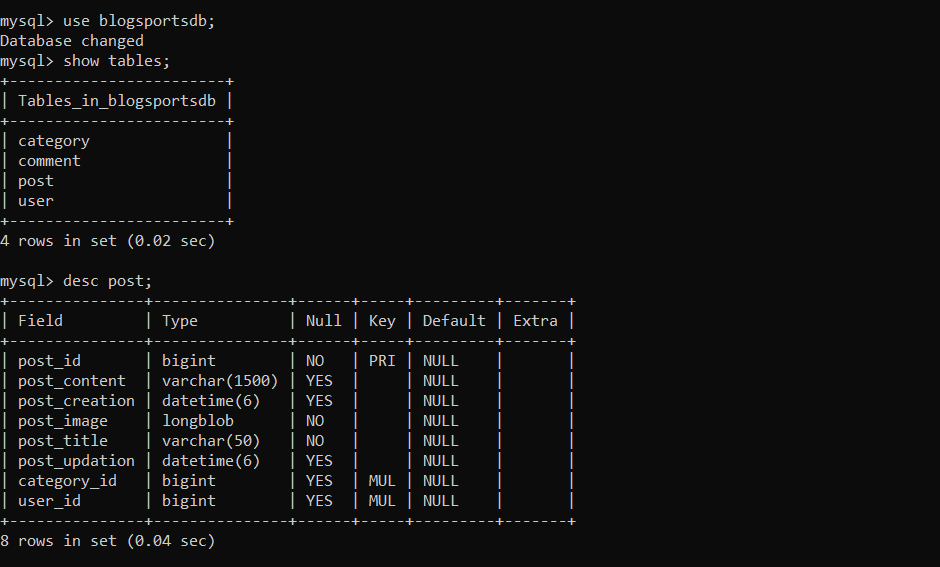 mysql> use blogsportsdb;
Database changed
mysql> show tables;
+------------------------+
| Tables_in_blogsportsdb |
+------------------------+
| category               |
| comment                |
| post                   |
| user                   |
+------------------------+
4 rows in set (0.02 sec)

mysql> desc post;
+---------------+---------------+------+-----+---------+-------+
| Field         | Type          | Null | Key | Default | Extra |
+---------------+---------------+------+-----+---------+-------+
| post_id       | bigint        | NO   | PRI | NULL    |       |
| post_content  | varchar(1500) | YES  |     | NULL    |       |
| post_creation | datetime(6)   | YES  |     | NULL    |       |
| post_image    | longblob      | NO   |     | NULL    |       |
| post_title    | varchar(50)   | NO   |     | NULL    |       |
| post_updation | datetime(6)   | YES  |     | NULL    |       |
| category_id   | bigint        | YES  | MUL | NULL    |       |
| user_id       | bigint        | YES  | MUL | NULL    |       |
+---------------+---------------+------+-----+---------+-------+
8 rows in set (0.04 sec)